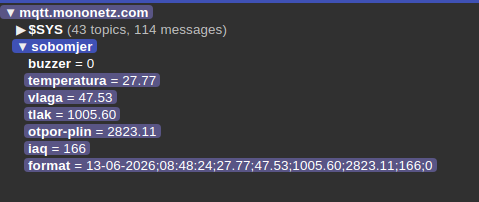 ▼ mqtt.mononetz.com
▶ $SYS (43 topics, 114 messages)
▼ sobomjer
buzzer = 0
temperatura = 27.77
vlaga = 47.53
tlak = 1005.60
otpor-plin = 2823.11
iaq = 166
format = 13-06-2026;08:48:24;27.77;47.53;1005.60;2823.11;166;0